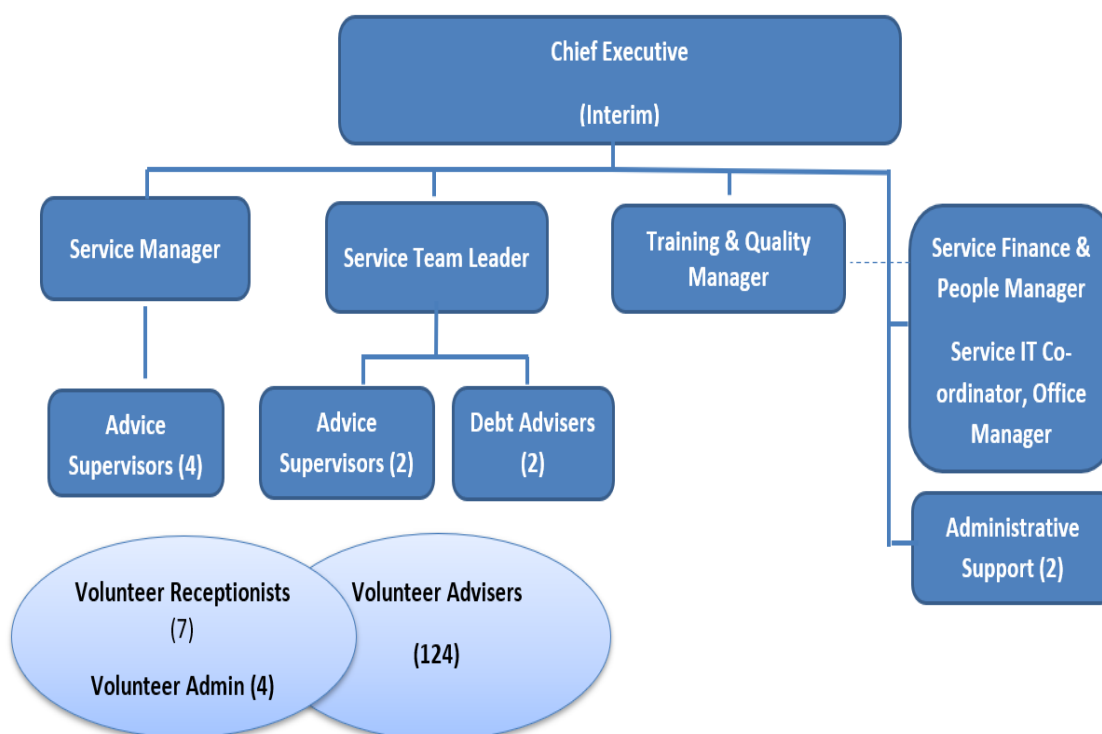 Chief Executive
(Interim)
Service Manager
Service Team Leader
Training & Quality
Manager
Service Finance &
People Manager
Service IT Co-
ordinator, Office
Manager
Advice
Supervisors (4)
Advice
Supervisors (2)
Debt Advisers
(2)
Administrative
Support (2)
Volunteer Receptionists
(7)
Volunteer Admin (4)
Volunteer Advisers
(124)